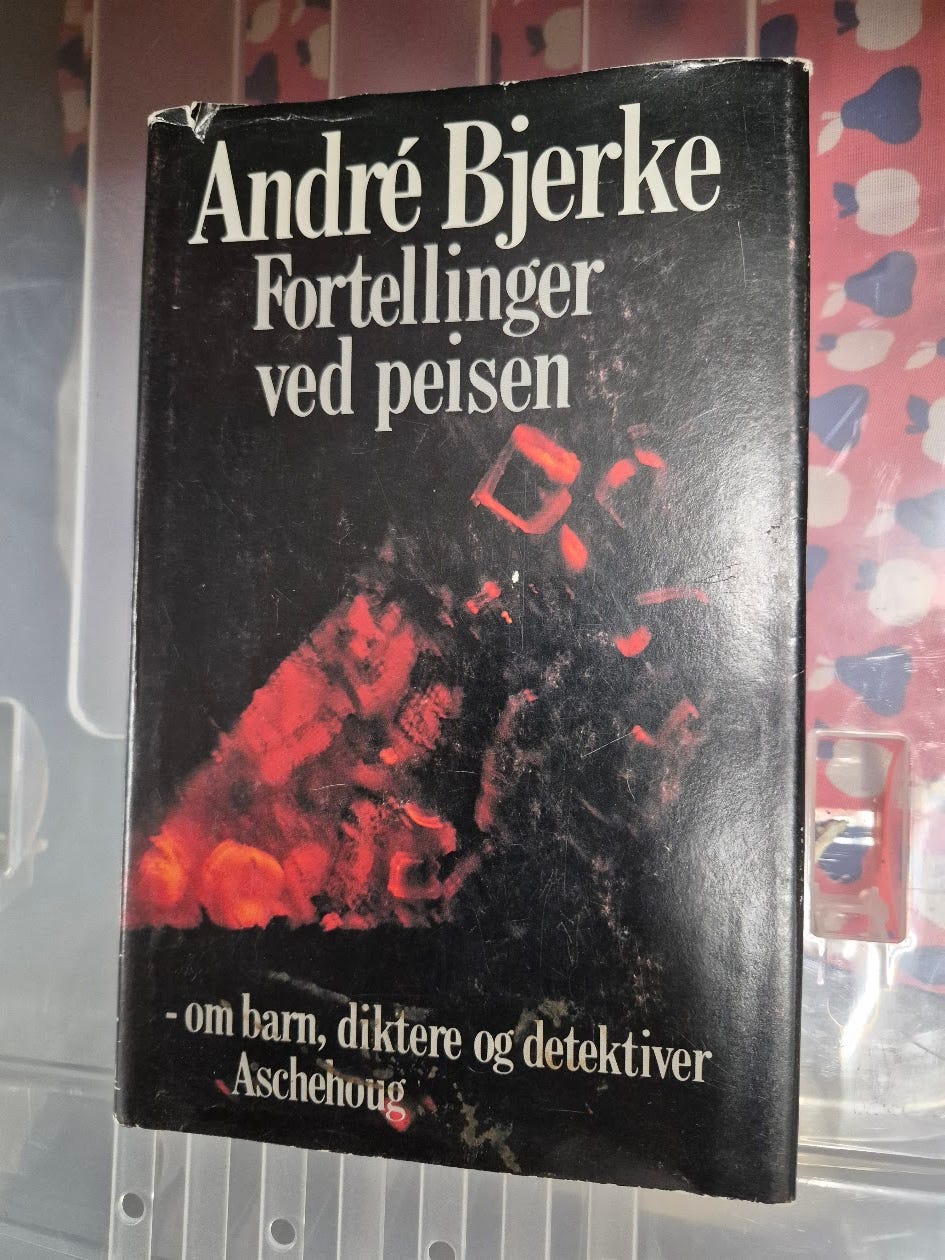 André Bjerke
Fortellinger
ved peisen
- om barn, diktere og detektiver
Aschehoug